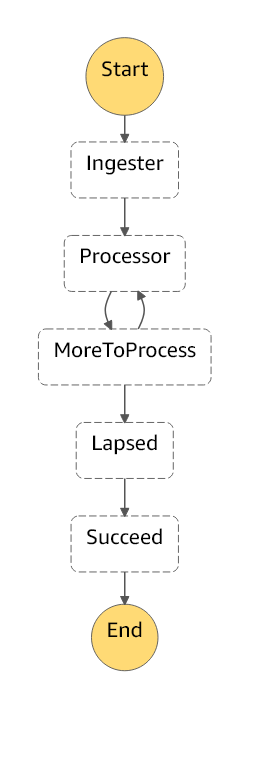 Start
Ingester
Processor
MoreToProcess
Lapsed
Succeed
End